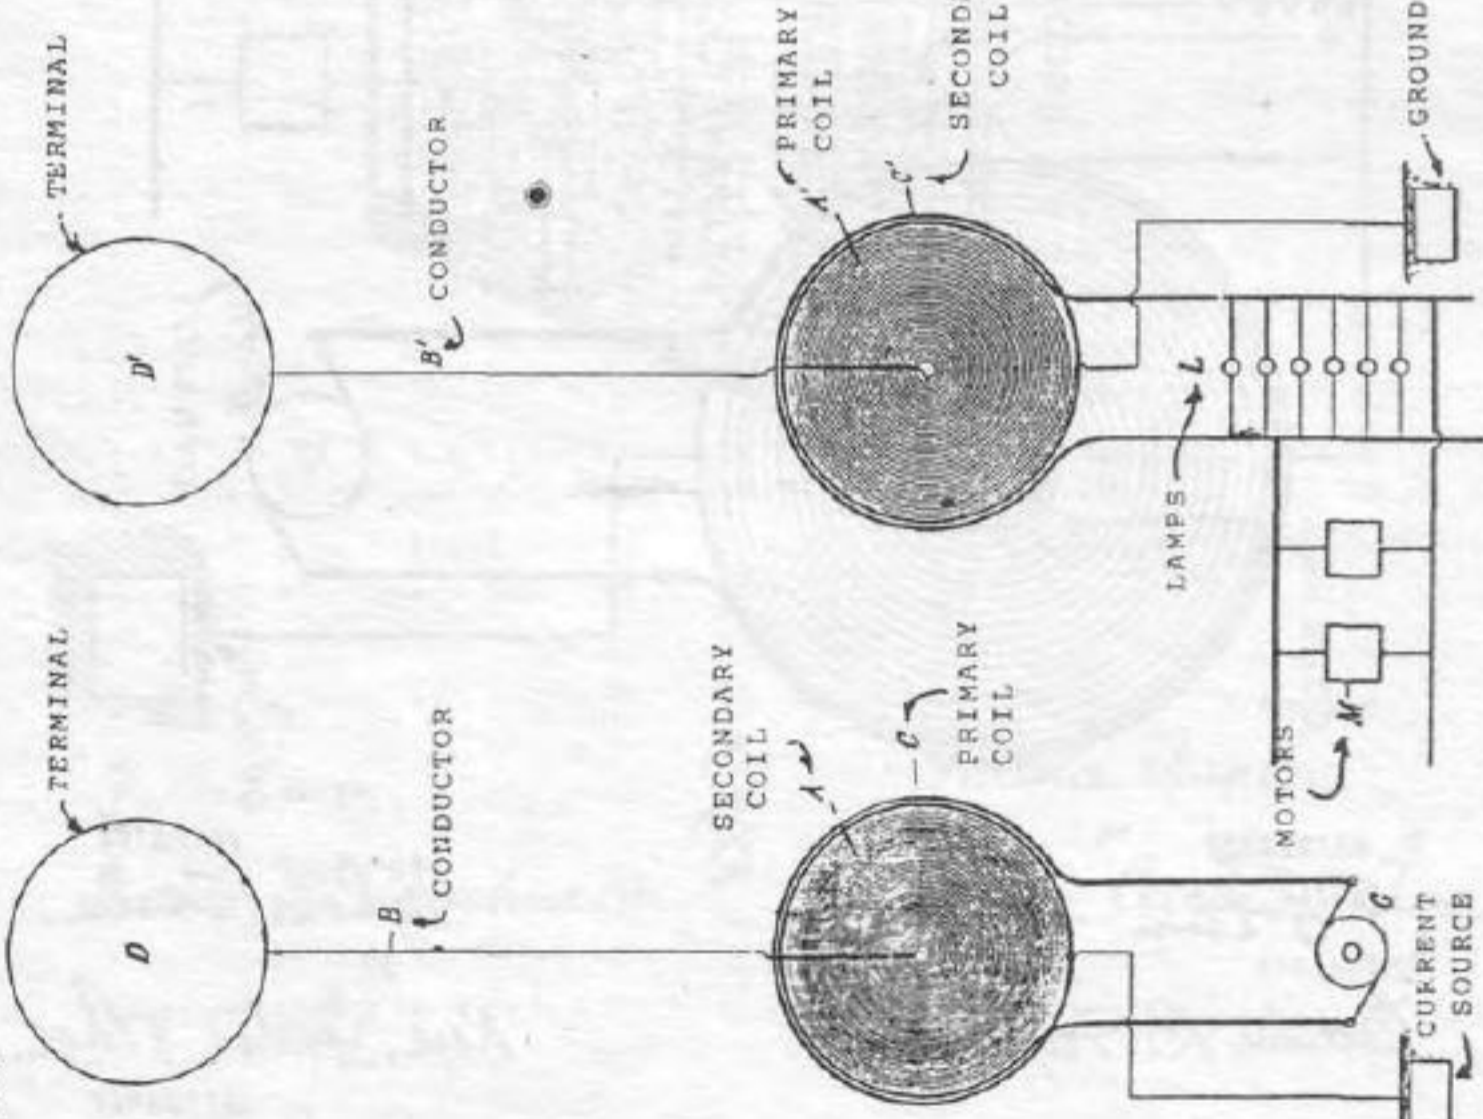 TERMINAL
D'
B'
CONDUCTOR
PRIMARY
COIL
A'
C'
SECOND
COIL
GROUND
LAMPS
L
TERMINAL
D
B
CONDUCTOR
SECONDARY
COIL
A
C
PRIMARY
COIL
MOTORS
M
G
CURRENT
SOURCE